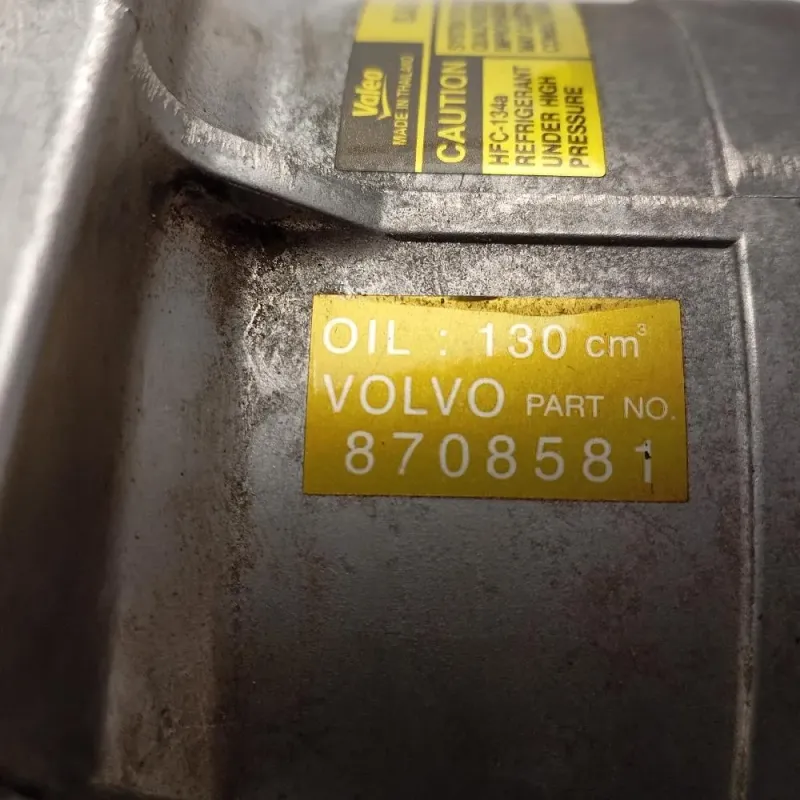 Valeo
MADE IN THAILAND
CAUTION
HFC-134a
REFRIGERANT
UNDER HIGH
PRESSURE
OIL : 130 cm³
VOLVO PART NO.
8708581